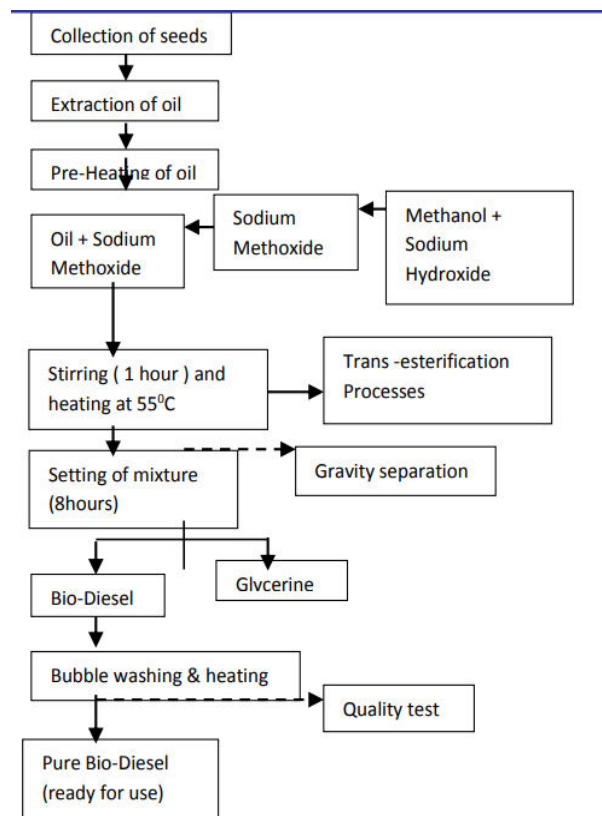 Collection of seeds
Extraction of oil
Pre-Heating of oil
Oil + Sodium
Methoxide
Sodium
Methoxide
Methanol +
Sodium
Hydroxide
Stirring ( 1 hour ) and
heating at 55⁰C
Trans -esterification
Processes
Setting of mixture
(8hours)
Gravity separation
Bio-Diesel
Glycerine
Bubble washing & heating
Quality test
Pure Bio-Diesel
(ready for use)